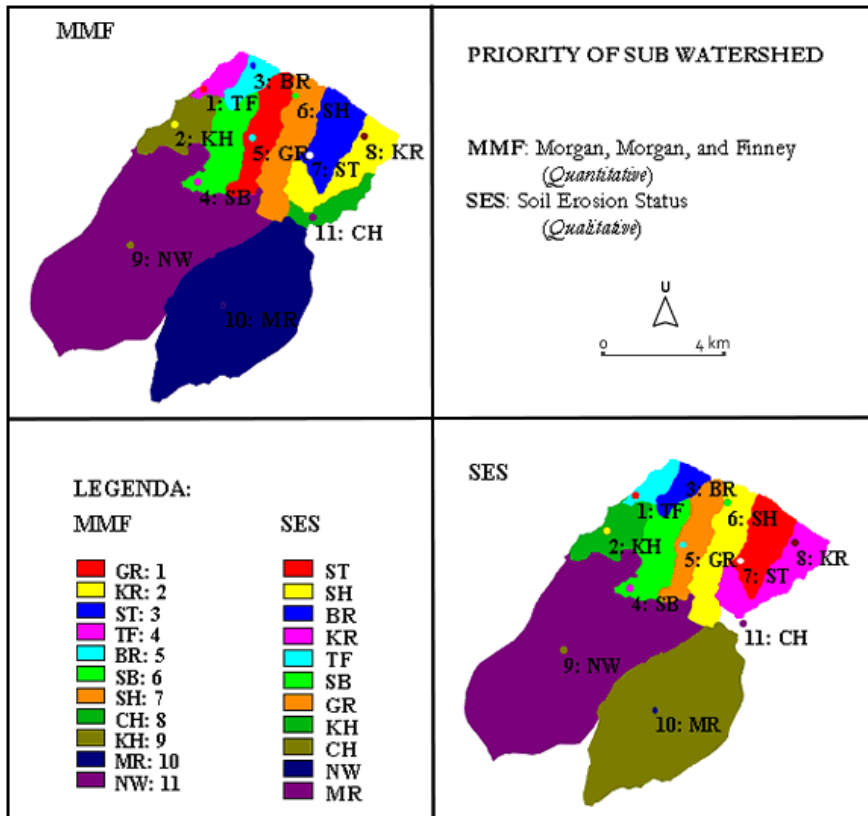 MMF
3: BR
1: TF
6: SH
2: KH
5: GR
8: KR
7: ST
4: SB
11: CH
9: NW
10: MR
PRIORITY OF SUB WATERSHED
MMF: Morgan, Morgan, and Finney
(Quantitative)
SES: Soil Erosion Status
(Qualitative)
U
0 4 km
LEGENDA:
MMF SES
GR: 1 ST
KR: 2 SH
ST: 3 BR
TF: 4 KR
BR: 5 TF
SB: 6 SB
SH: 7 GR
CH: 8 KH
KH: 9 CH
MR: 10 NW
NW: 11 MR
SES
3: BR
1: TF
6: SH
2: KH
5: GR
8: KR
7: ST
4: SB
11: CH
9: NW
10: MR